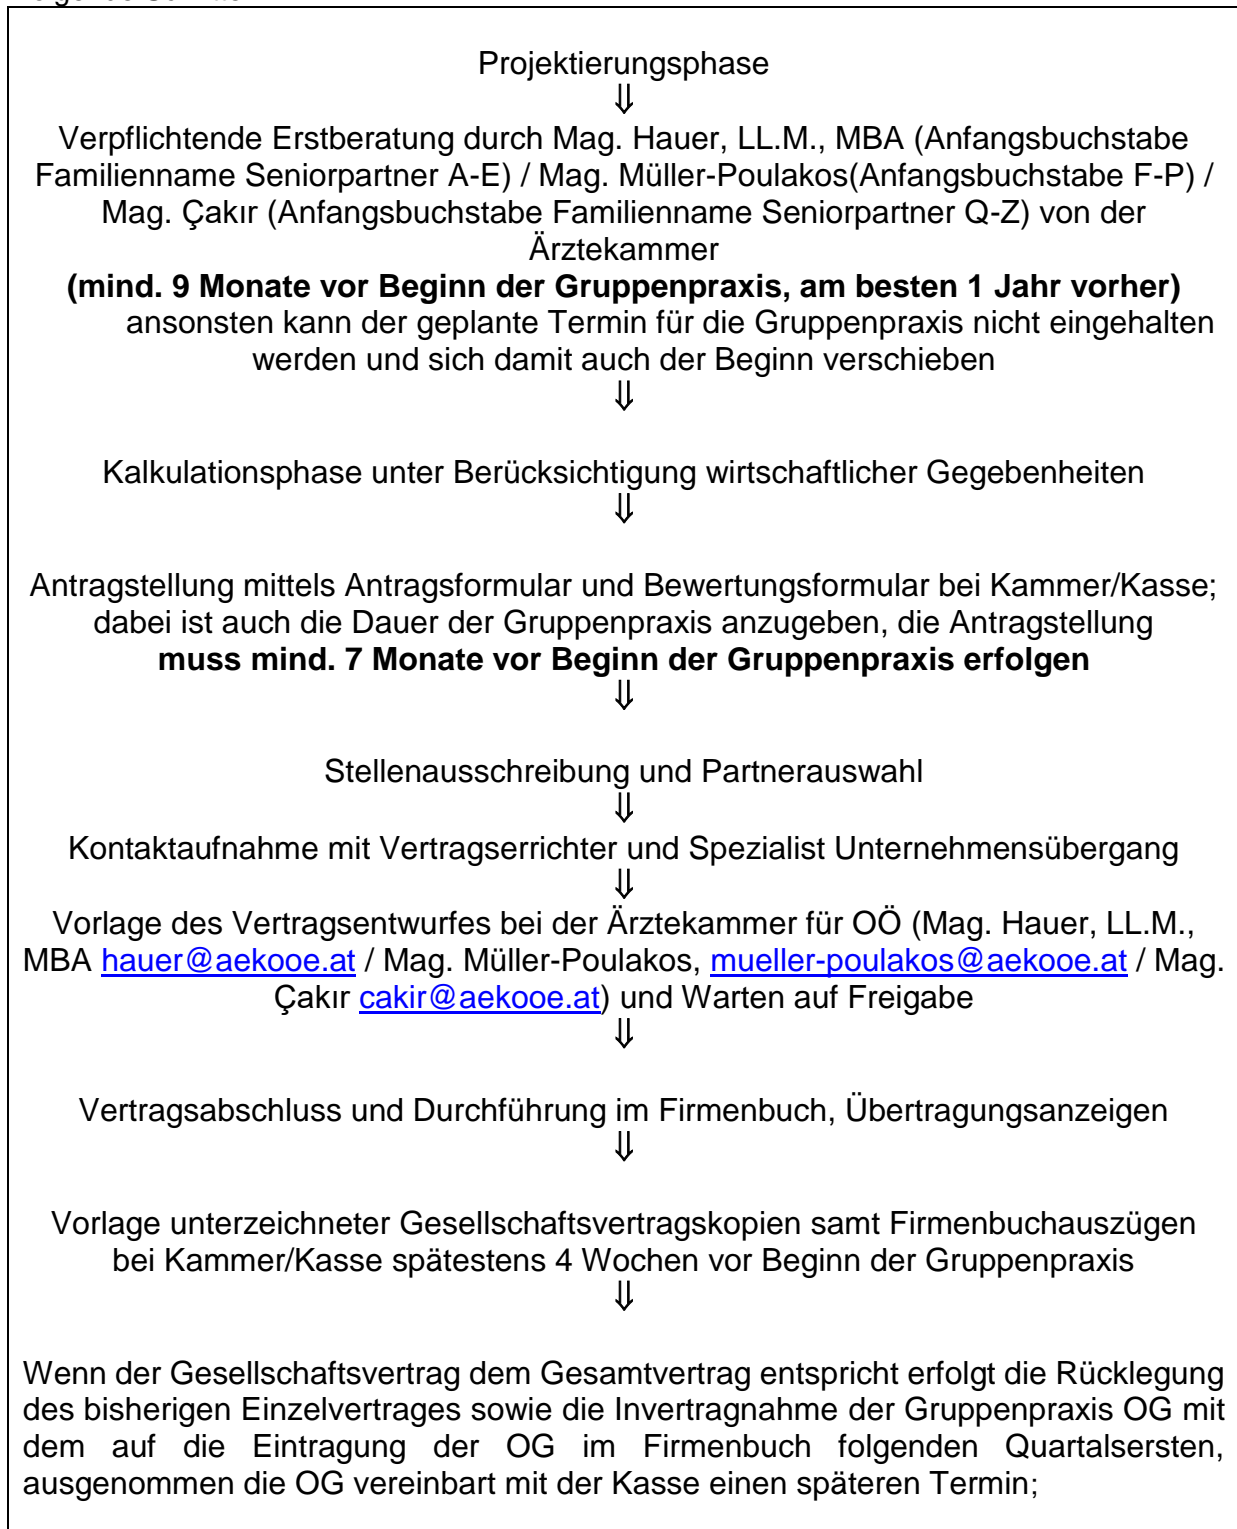 Projektierungsphase
⇓
Verpflichtende Erstberatung durch Mag. Hauer, LL.M., MBA (Anfangsbuchstabe
Familienname Seniorpartner A-E) / Mag. Müller-Poulakos(Anfangsbuchstabe F-P) /
Mag. Çakır (Anfangsbuchstabe Familienname Seniorpartner Q-Z) von der
Ärztekammer
(mind. 9 Monate vor Beginn der Gruppenpraxis, am besten 1 Jahr vorher)
ansonsten kann der geplante Termin für die Gruppenpraxis nicht eingehalten
werden und sich damit auch der Beginn verschieben
⇓
Kalkulationsphase unter Berücksichtigung wirtschaftlicher Gegebenheiten
⇓
Antragstellung mittels Antragsformular und Bewertungsformular bei Kammer/Kasse;
dabei ist auch die Dauer der Gruppenpraxis anzugeben, die Antragstellung
muss mind. 7 Monate vor Beginn der Gruppenpraxis erfolgen
⇓
Stellenausschreibung und Partnerauswahl
⇓
Kontaktaufnahme mit Vertragserrichter und Spezialist Unternehmensübergang
⇓
Vorlage des Vertragsentwurfes bei der Ärztekammer für OÖ (Mag. Hauer, LL.M.,
MBA hauer@aekooe.at / Mag. Müller-Poulakos, mueller-poulakos@aekooe.at / Mag.
Çakır cakir@aekooe.at) und Warten auf Freigabe
⇓
Vertragsabschluss und Durchführung im Firmenbuch, Übertragungsanzeigen
⇓
Vorlage unterzeichneter Gesellschaftsvertragskopien samt Firmenbuchauszügen
bei Kammer/Kasse spätestens 4 Wochen vor Beginn der Gruppenpraxis
⇓
Wenn der Gesellschaftsvertrag dem Gesamtvertrag entspricht erfolgt die Rücklegung
des bisherigen Einzelvertrages sowie die Invertragnahme der Gruppenpraxis OG mit
dem auf die Eintragung der OG im Firmenbuch folgenden Quartalsersten,
ausgenommen die OG vereinbart mit der Kasse einen späteren Termin;